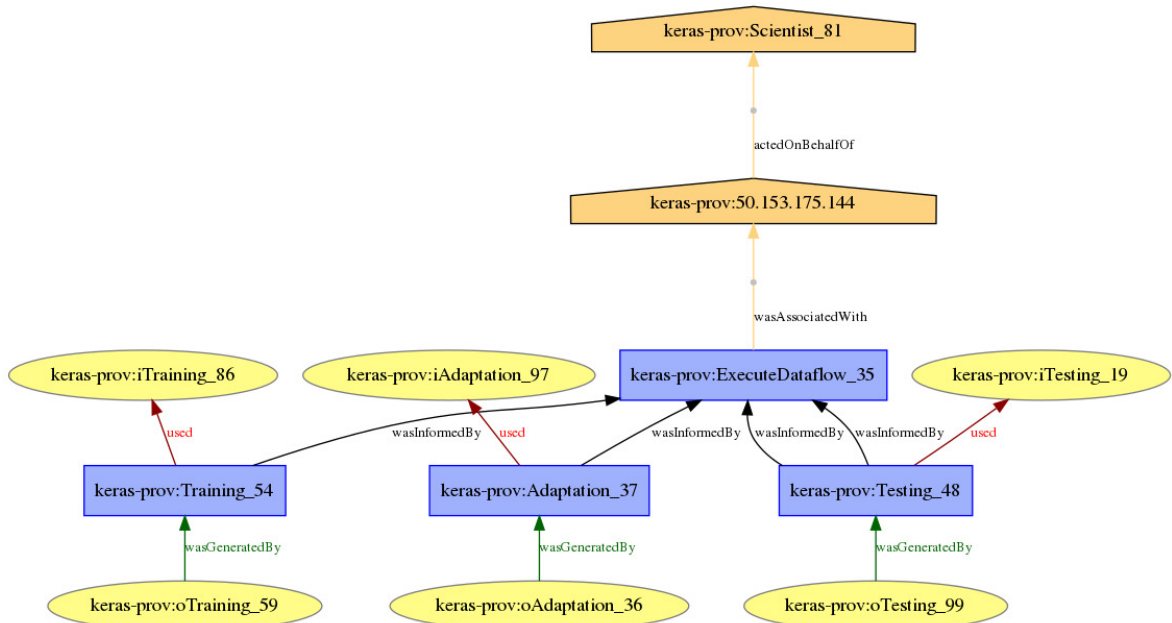 keras-prov:Scientist_81
actedOnBehalfOf
keras-prov:50.153.175.144
wasAssociatedWith
keras-prov:iTraining_86
keras-prov:iAdaptation_97
keras-prov:ExecuteDataflow_35
keras-prov:iTesting_19
used
wasInformedBy
used
wasInformedBy
wasInformedBy
wasInformedBy
used
keras-prov:Training_54
keras-prov:Adaptation_37
keras-prov:Testing_48
wasGeneratedBy
wasGeneratedBy
wasGeneratedBy
keras-prov:oTraining_59
keras-prov:oAdaptation_36
keras-prov:oTesting_99